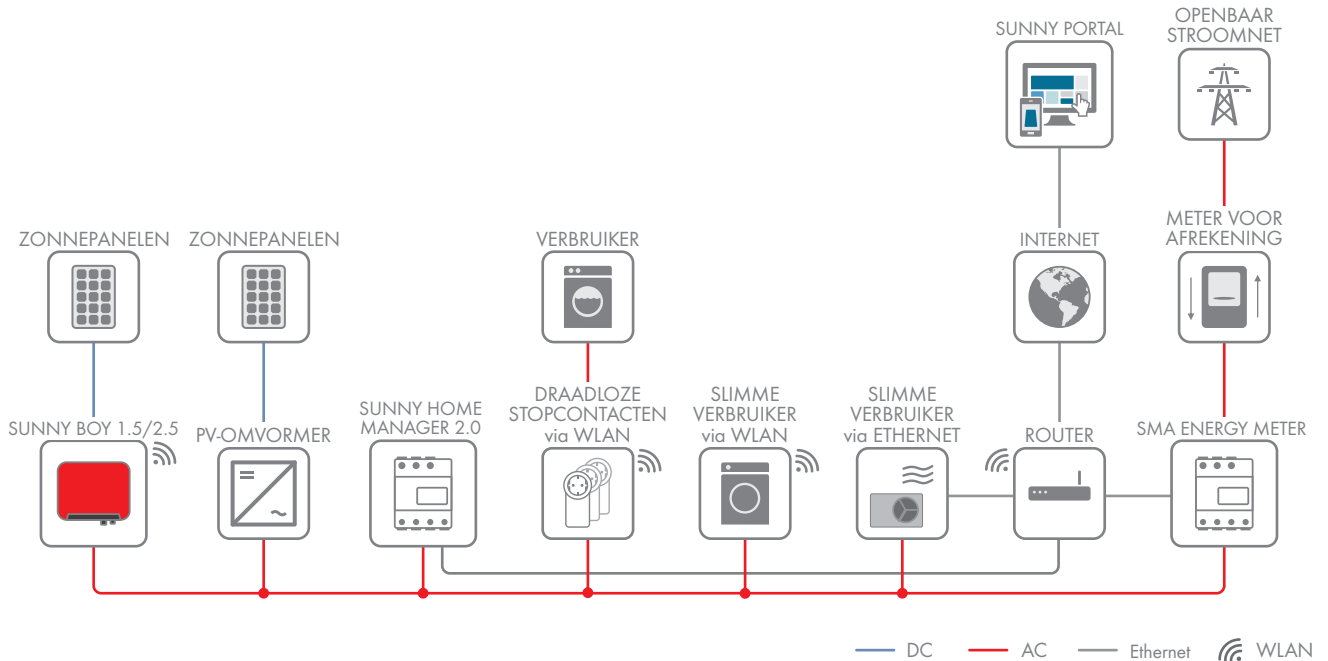 SUNNY PORTAL
OPENBAAR
STROOMNET
ZONNEPANELEN
ZONNEPANELEN
VERBRUIKER
INTERNET
METER VOOR
AFREKENING
SUNNY BOY 1.5/2.5
PV-OMVORMER
SUNNY HOME
MANAGER 2.0
DRAADLOZE
STOPCONTACTEN
via WLAN
SLIMME
VERBRUIKER
via WLAN
SLIMME
VERBRUIKER
via ETHERNET
ROUTER
SMA ENERGY METER
DC
AC
Ethernet
WLAN